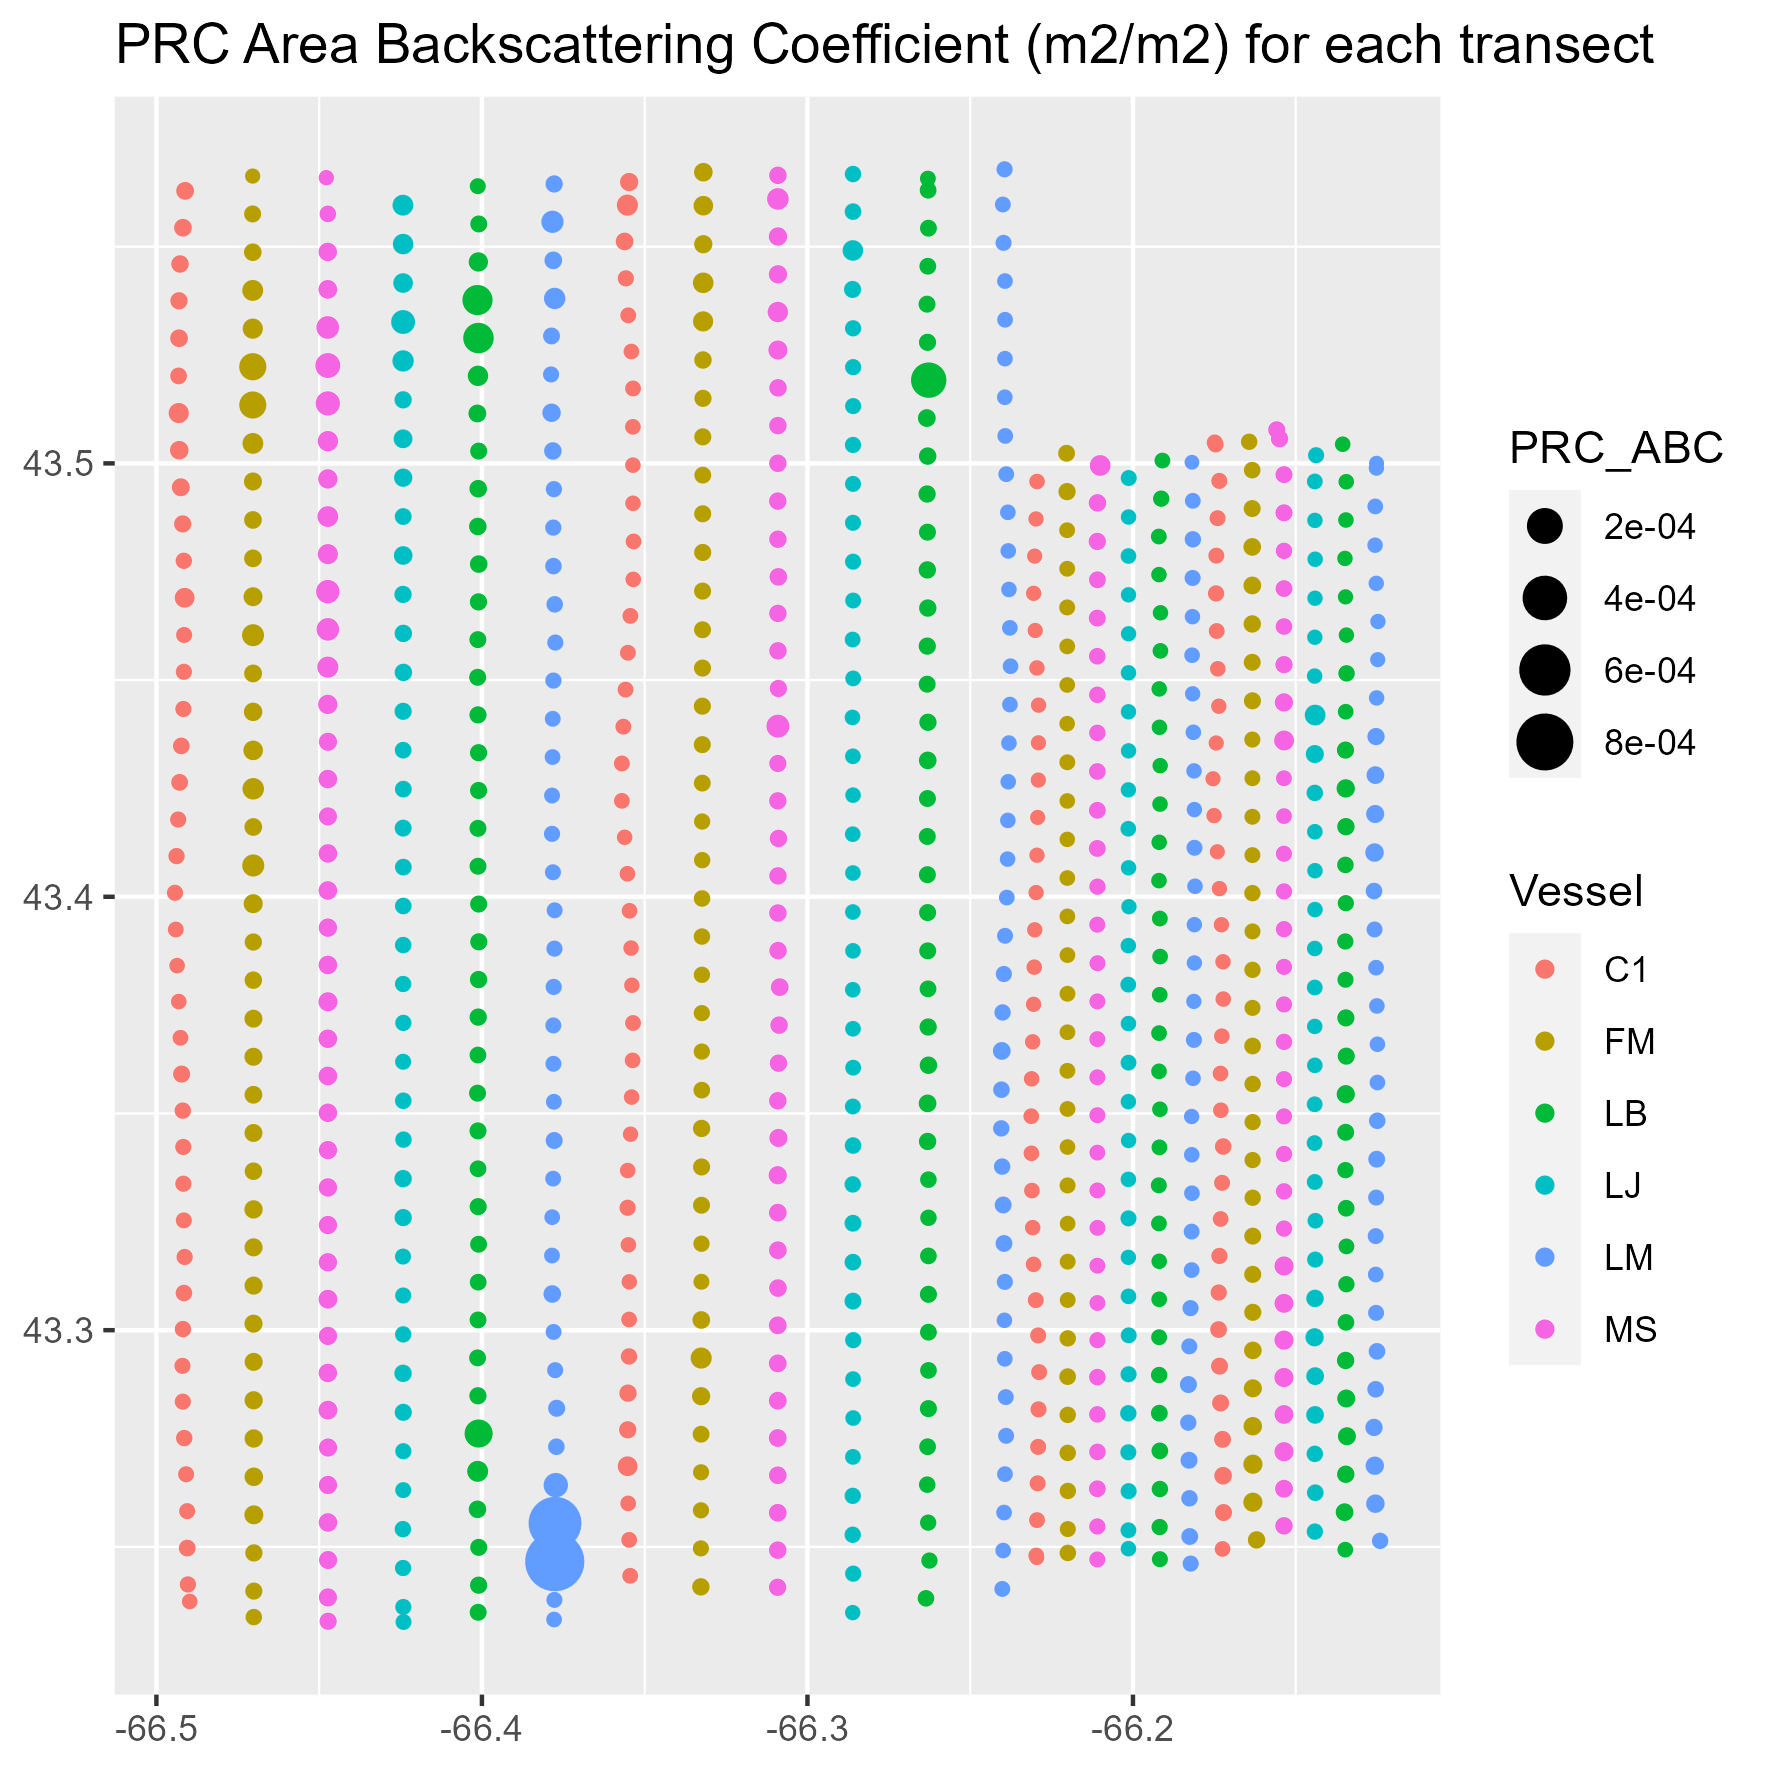 PRC Area Backscattering Coefficient (m2/m2) for each transect
43.5
43.4
43.3
-66.5
-66.4
-66.3
-66.2
PRC_ABC
2e-04
4e-04
6e-04
8e-04
Vessel
C1
FM
LB
LJ
LM
MS